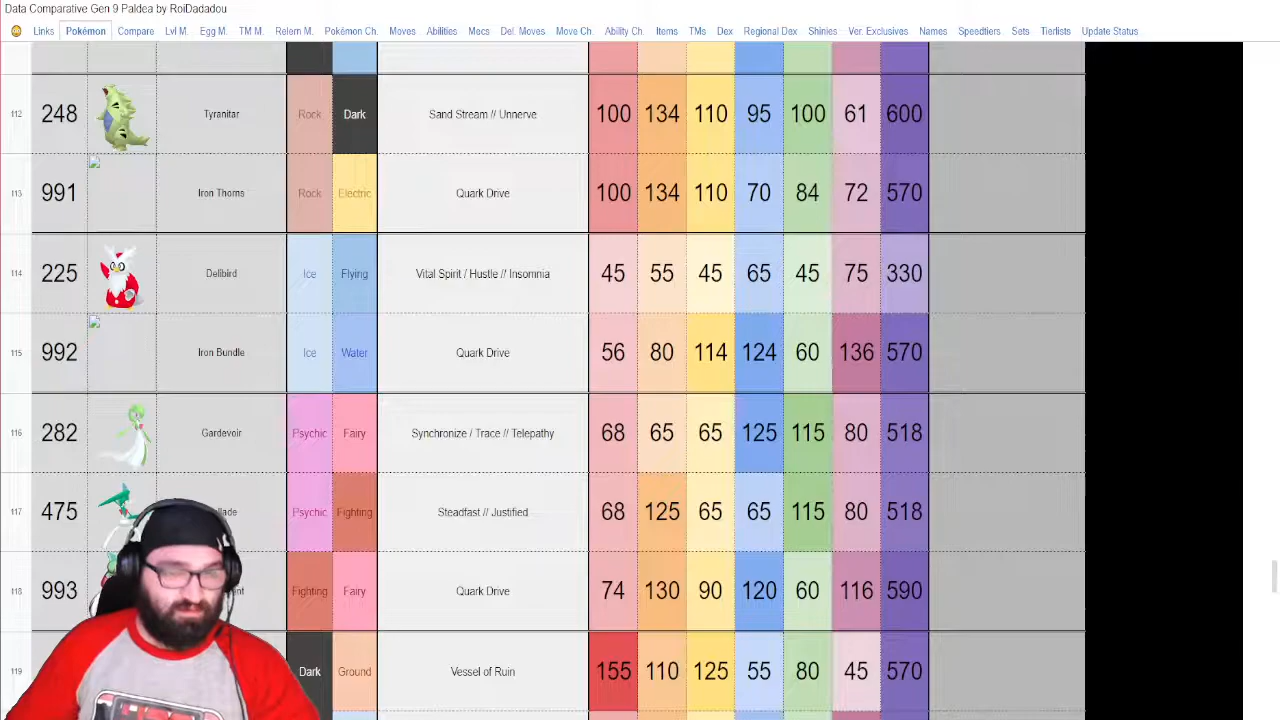 Data Comparative Gen 9 Paldea by RoiDadadou
Links Pokémon Compare Lvl M. Egg M. TM M. Relern M. Pokémon Ch. Moves Abilities Mecs Del. Moves Move Ch. Ability Ch. Items TMs Dex Regional Dex Shinies Ver. Exclusives Names Speedtiers Sets Tierlists Update Status
112 248 Tyranitar Rock Dark Sand Stream // Unnerve 100 134 110 95 100 61 600
113 991 Iron Thorns Rock Electric Quark Drive 100 134 110 70 84 72 570
114 225 Delibird Ice Flying Vital Spirit / Hustle // Insomnia 45 55 45 65 45 75 330
115 992 Iron Bundle Ice Water Quark Drive 56 80 114 124 60 136 570
116 282 Gardevoir Psychic Fairy Synchronize / Trace // Telepathy 68 65 65 125 115 80 518
117 475 llade Psychic Fighting Steadfast // Justified 68 125 65 65 115 80 518
118 993 nt Fighting Fairy Quark Drive 74 130 90 120 60 116 590
119 Dark Ground Vessel of Ruin 155 110 125 55 80 45 570